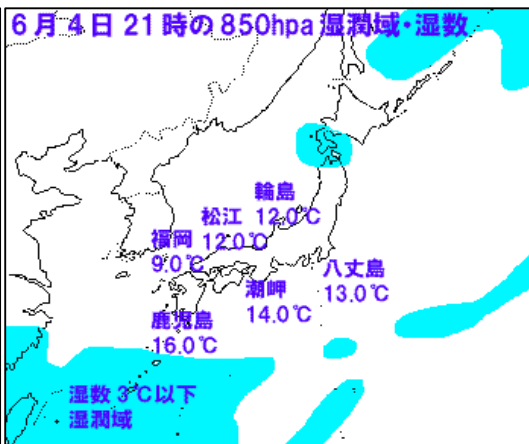 6月4日21時の850hpa湿潤域・湿数
輪島
12.0℃
松江
12.0℃
福岡
9.0℃
八丈島
13.0℃
潮岬
14.0℃
鹿児島
16.0℃
湿数3℃以下
湿潤域